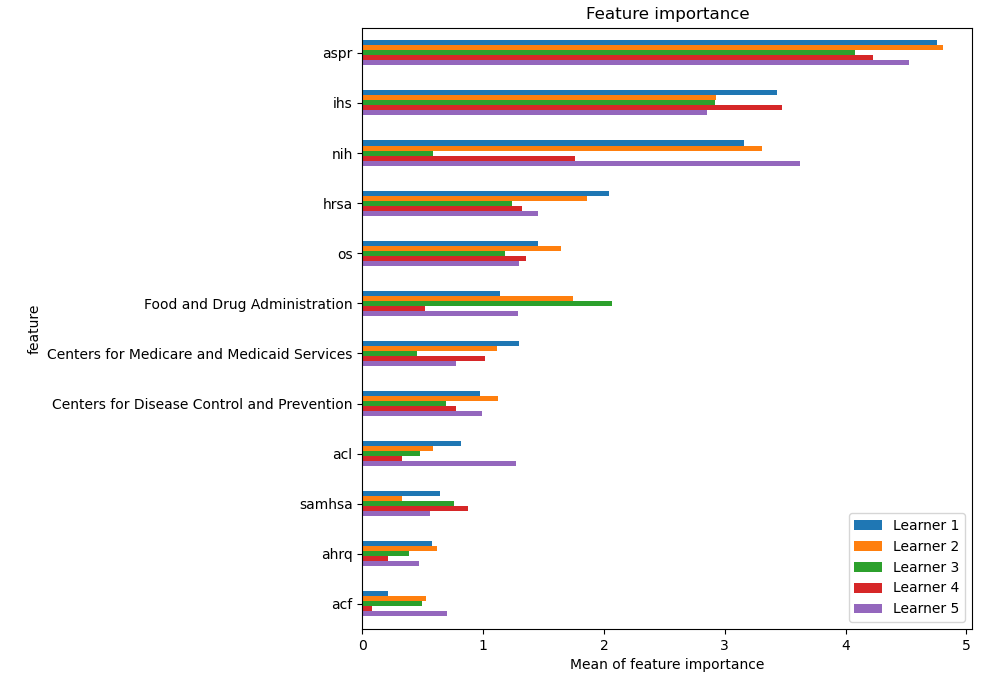 Feature importance
feature
aspr
ihs
nih
hrsa
os
Food and Drug Administration
Centers for Medicare and Medicaid Services
Centers for Disease Control and Prevention
acl
samhsa
ahrq
acf
Learner 1
Learner 2
Learner 3
Learner 4
Learner 5
0 1 2 3 4 5
Mean of feature importance